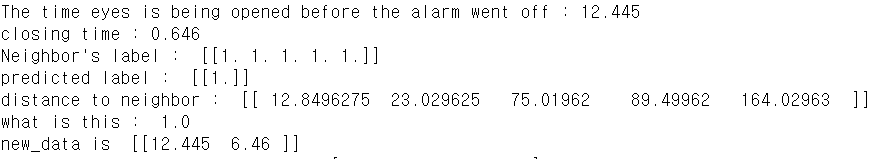 The time eyes is being opened before the alarm went off : 12.445
closing time : 0.646
Neighbor's label :  [[1. 1. 1. 1. 1.]]
predicted label :  [[1.]]
distance to neighbor :  [[ 12.8496275  23.029625   75.01962    89.49962   164.02963  ]]
what is this :  1.0
new_data is  [[12.445  6.46 ]]